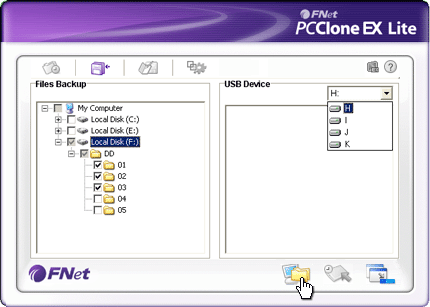 FNet
PCClone EX Lite
Files Backup
USB Device
My Computer
Local Disk (C:)
Local Disk (E:)
Local Disk (F:)
DD
01
02
03
04
05
H:
H
I
J
K
FNet